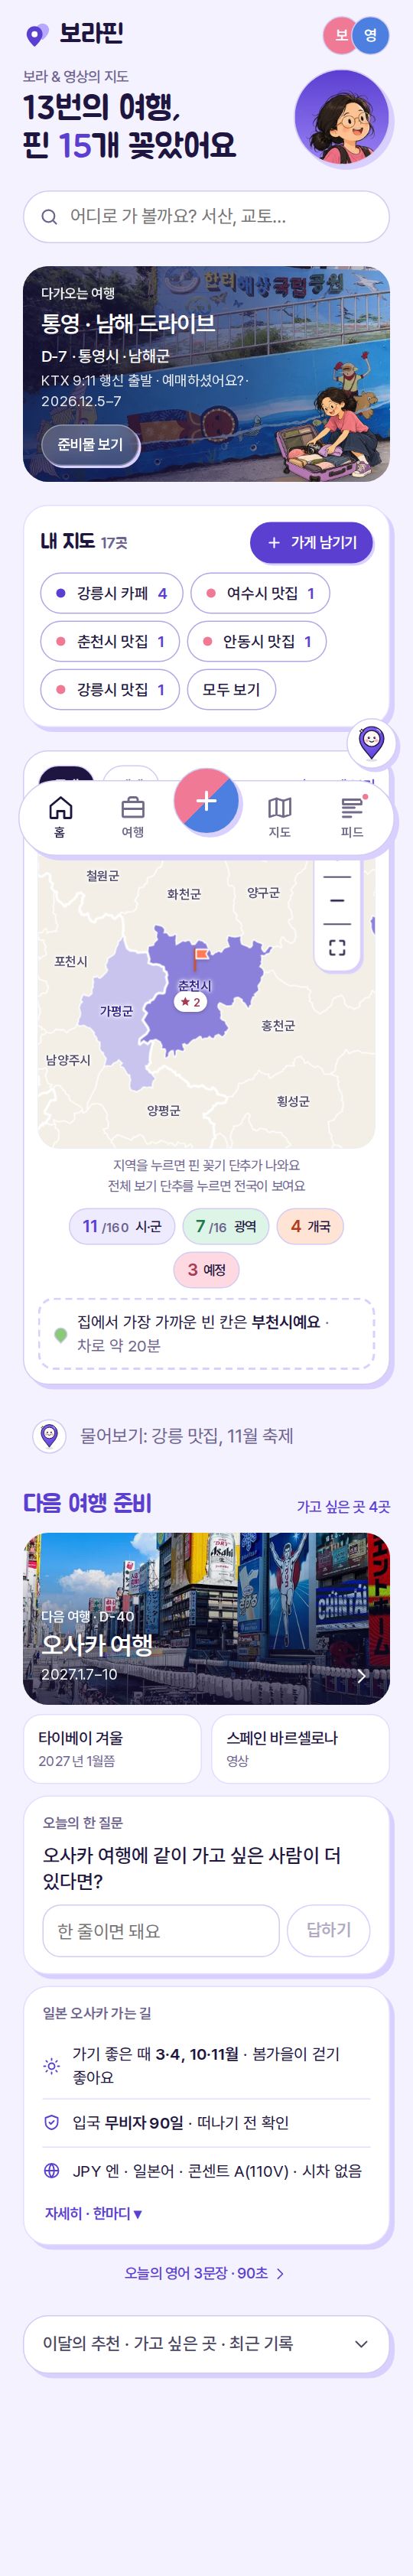 보라핀
보 영
보라 & 영상의 지도
13번의 여행,
핀 15개 꽂았어요
어디로 가 볼까요? 서산, 교토...
한려해상국립공원
다가오는 여행
통영 · 남해 드라이브
D-7 · 통영시 · 남해군
KTX 9:11 행신 출발 · 예매하셨어요? ·
2026.12.5–7
준비물 보기
내 지도 17곳
+ 가게 남기기
강릉시 카페 4
여수시 맛집 1
춘천시 맛집 1
안동시 맛집 1
강릉시 맛집 1
모두 보기
홈
여행
지도
피드
철원군
화천군
양구군
포천시
춘천시
★ 2
가평군
홍천군
남양주시
양평군
횡성군
지역을 누르면 핀 꽂기 단추가 나와요
전체 보기 단추를 누르면 전국이 보여요
11 /160 시·군
7 /16 광역
4 개국
3 예정
집에서 가장 가까운 빈 칸은 부천시예요 ·
차로 약 20분
물어보기: 강릉 맛집, 11월 축제
다음 여행 준비
가고 싶은 곳 4곳
Asahi
CHINTAI
다음 여행 · D-40
오사카 여행
2027.1.7–10
타이베이 겨울
2027년 1월쯤
스페인 바르셀로나
영상
오늘의 한 질문
오사카 여행에 같이 가고 싶은 사람이 더
있다면?
한 줄이면 돼요
답하기
일본 오사카 가는 길
가기 좋은 때 3·4, 10·11월 · 봄가을이 걷기
좋아요
입국 무비자 90일 · 떠나기 전 확인
JPY 엔 · 일본어 · 콘센트 A(110V) · 시차 없음
자세히 · 한마디 ▾
오늘의 영어 3문장 · 90초
이달의 추천 · 가고 싶은 곳 · 최근 기록